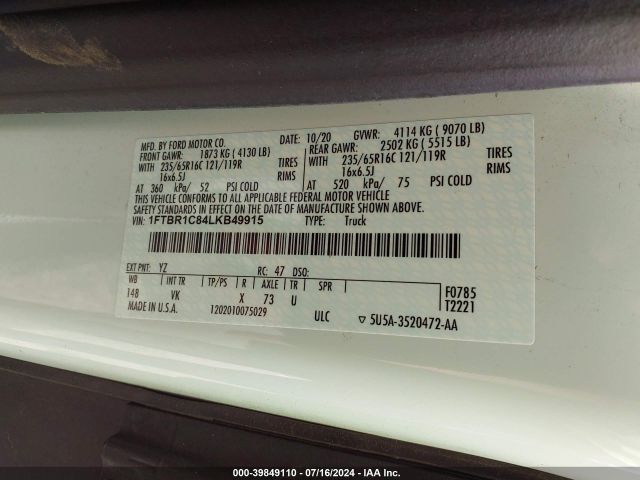 MFD. BY FORD MOTOR CO. DATE: 10/20 GVWR: 4114 KG ( 9070 LB)
FRONT GAWR: 1873 KG ( 4130 LB) REAR GAWR: 2502 KG ( 5515 LB)
WITH 235/65R16C 121/119R TIRES WITH 235/65R16C 121/119R TIRES
16x6.5J RIMS 16x6.5J RIMS
AT 360 kPa/ 52 PSI COLD AT 520 kPa/ 75 PSI COLD
THIS VEHICLE CONFORMS TO ALL APPLICABLE FEDERAL MOTOR VEHICLE
SAFETY STANDARDS IN EFFECT ON THE DATE OF MANUFACTURE SHOWN ABOVE.
VIN: 1FTBR1C84LKB49915 TYPE: Truck
EXT PNT: YZ RC: 47 DSO:
WB INT TR TP/PS R AXLE TR SPR F0785
148 VK X 73 U T2221
MADE IN U.S.A. 1202010075029 ULC ▽ 5U5A-3520472-AA
000-39849110 - 07/16/2024 - IAA Inc.